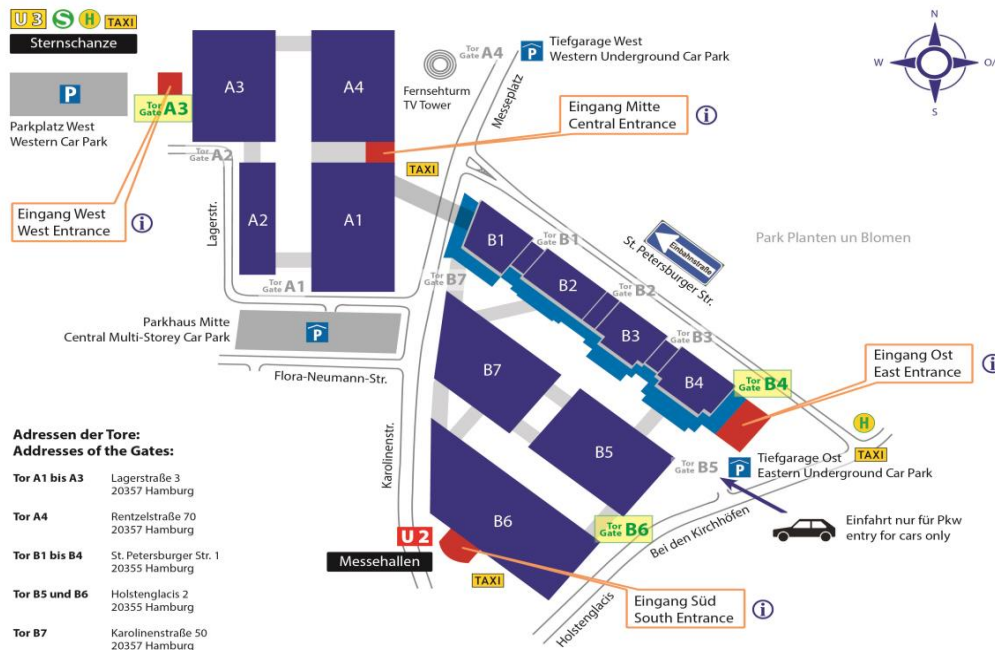 U3 S H TAXI
Sternschanze
P
Parkplatz West
Western Car Park
Tor
Gate A3
A3
A4
Fernsehturm
TV Tower
Tor
Gate A4
Messeplatz
P
Tiefgarage West
Western Underground Car Park
N
W
S
Eingang Mitte
Central Entrance
i
TAXI
Tor
Gate A2
Lagerstr.
A2
A1
Eingang West
West Entrance
i
Tor
Gate A1
Parkhaus Mitte
Central Multi-Storey Car Park
P
Flora-Neumann-Str.
B1
Tor
Gate B1
Einbahnstraße
St. Petersburger Str.
Park Planten un Blomen
Tor
Gate B7
B2
Tor
Gate B2
B3
Tor
Gate B3
B4
Tor
Gate B4
Eingang Ost
East Entrance
i
B7
B5
H
TAXI
Tor
Gate B5
P
Tiefgarage Ost
Eastern Underground Car Park
Karolinenstr.
B6
Tor
Gate B6
Bei den Kirchhöfen
Einfahrt nur für Pkw
entry for cars only
U2
Messehallen
TAXI
Eingang Süd
South Entrance
i
Holstenglacis
Adressen der Tore:
Addresses of the Gates:
Tor A1 bis A3 Lagerstraße 3
20357 Hamburg
Tor A4 Rentzelstraße 70
20357 Hamburg
Tor B1 bis B4 St. Petersburger Str. 1
20355 Hamburg
Tor B5 und B6 Holstenglacis 2
20355 Hamburg
Tor B7 Karolinenstraße 50
20357 Hamburg